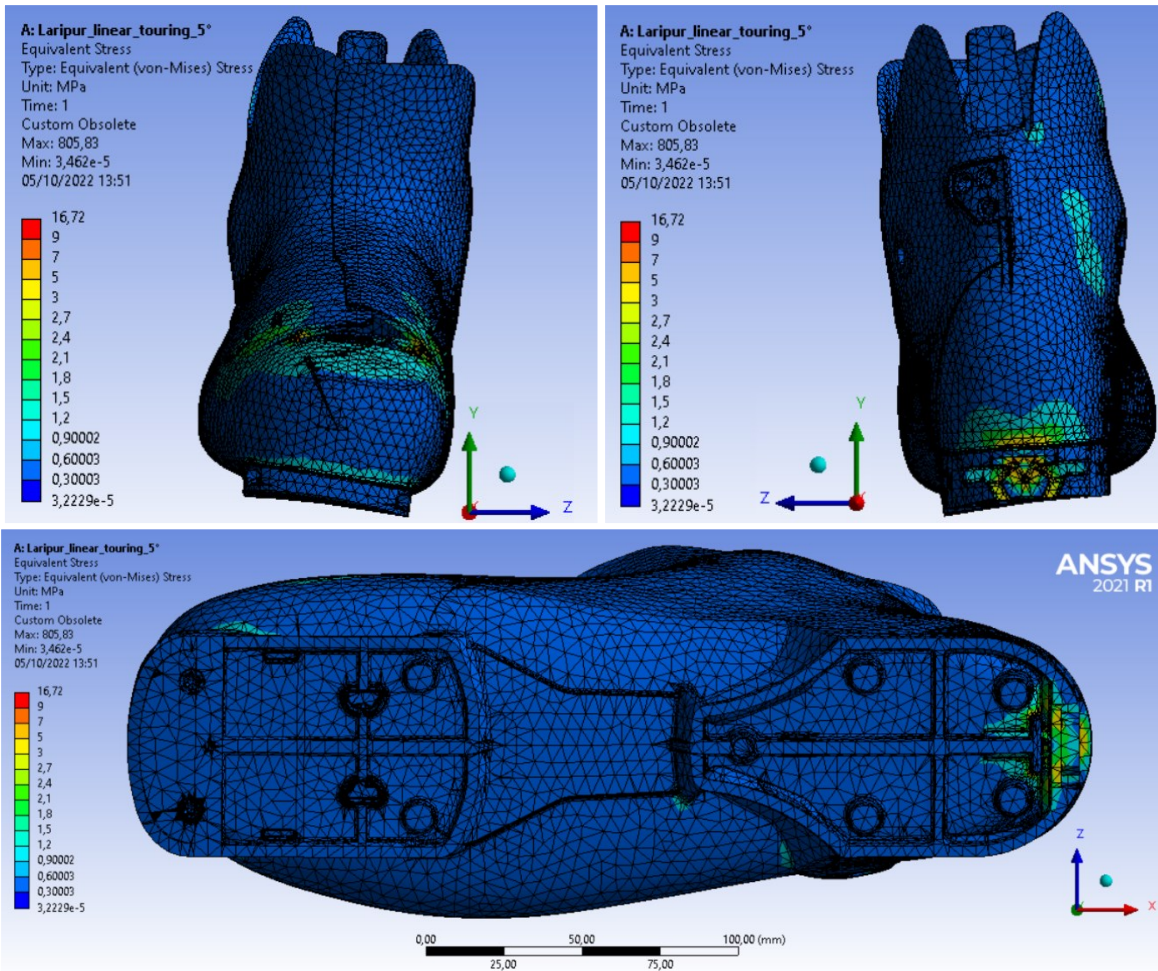 A: Laripur_linear_touring_5°
Equivalent Stress
Type: Equivalent (von-Mises) Stress
Unit: MPa
Time: 1
Custom Obsolete
Max: 805,83
Min: 3,462e-5
05/10/2022 13:51
16,72
9
7
5
3
2,7
2,4
2,1
1,8
1,5
1,2
0,90002
0,60003
0,30003
3,2229e-5
Y
X
Z
A: Laripur_linear_touring_5°
Equivalent Stress
Type: Equivalent (von-Mises) Stress
Unit: MPa
Time: 1
Custom Obsolete
Max: 805,83
Min: 3,462e-5
05/10/2022 13:51
16,72
9
7
5
3
2,7
2,4
2,1
1,8
1,5
1,2
0,90002
0,60003
0,30003
3,2229e-5
Y
Z
A: Laripur_linear_touring_5°
Equivalent Stress
Type: Equivalent (von-Mises) Stress
Unit: MPa
Time: 1
Custom Obsolete
Max: 805,83
Min: 3,462e-5
05/10/2022 13:51
ANSYS
2021 R1
16,72
9
7
5
3
2,7
2,4
2,1
1,8
1,5
1,2
0,90002
0,60003
0,30003
3,2229e-5
Z
X
0,00 50,00 100,00 (mm)
25,00 75,00